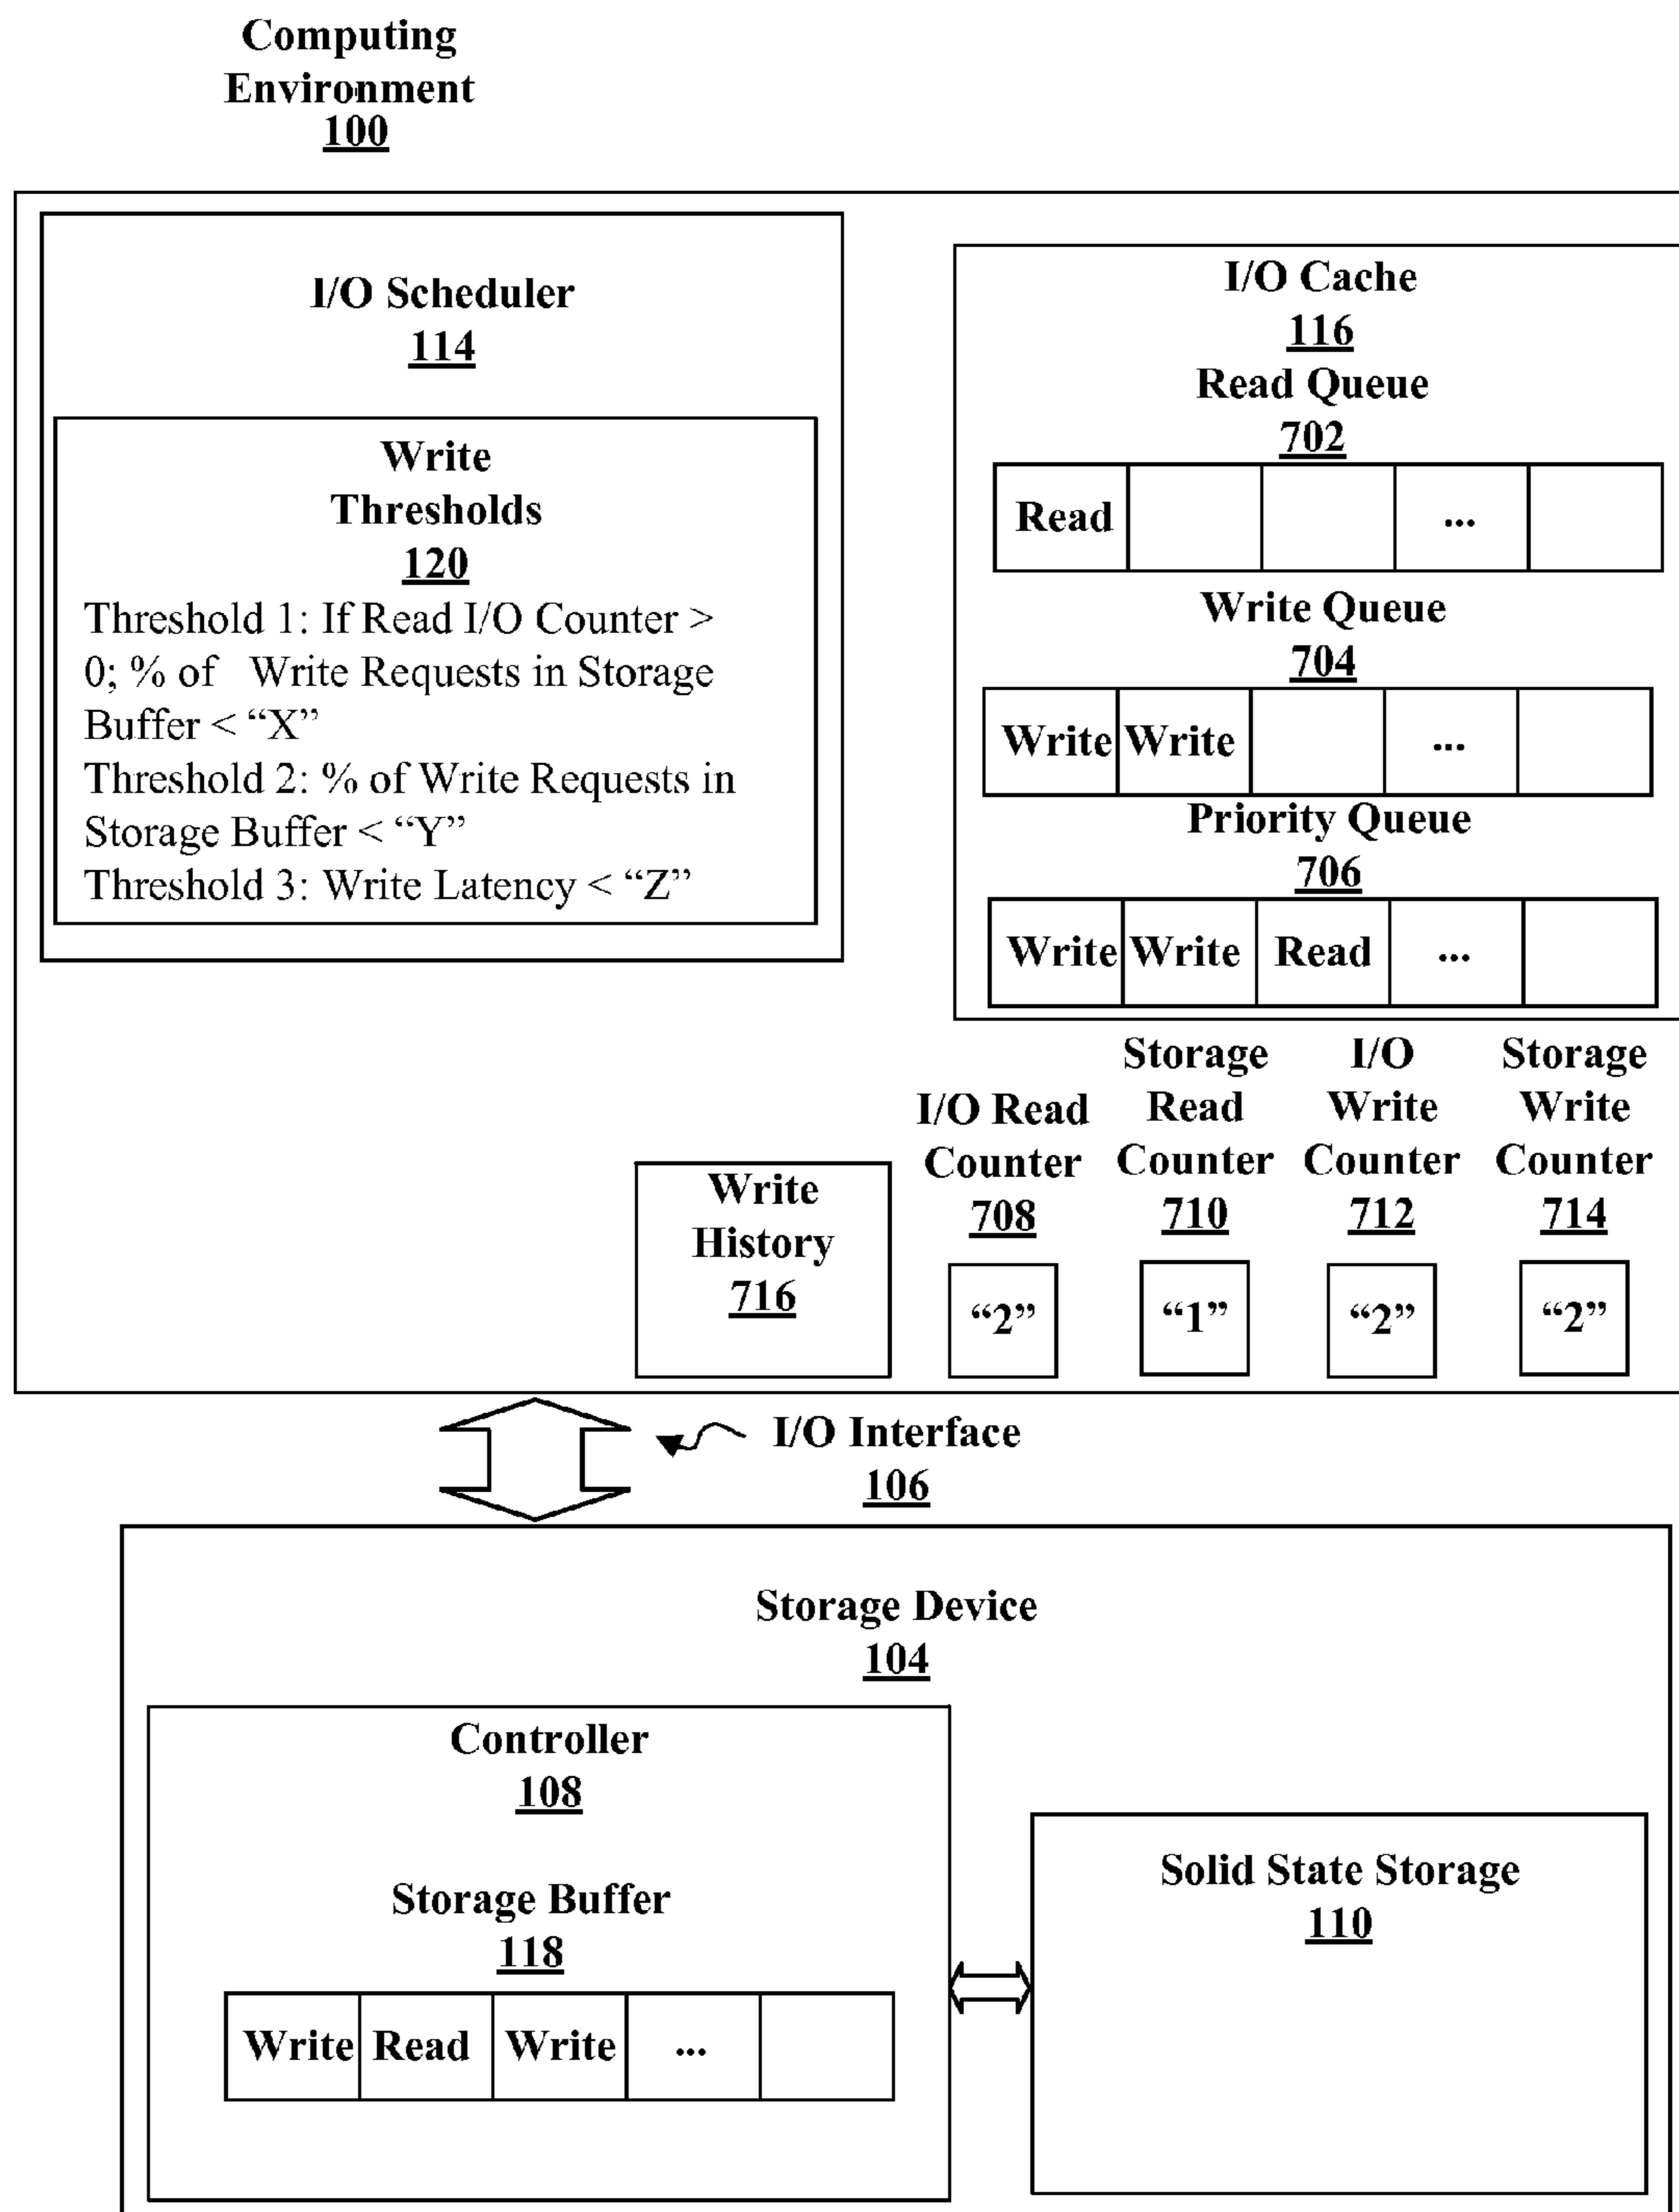 Computing
Environment
100
I/O Scheduler
114
Write
Thresholds
120
Threshold 1: If Read I/O Counter >
0; % of Write Requests in Storage
Buffer < “X”
Threshold 2: % of Write Requests in
Storage Buffer < “Y”
Threshold 3: Write Latency < “Z”
I/O Cache
116
Read Queue
702
Read ...
Write Queue
704
Write Write ...
Priority Queue
706
Write Write Read ...
I/O Read
Counter
708
“2”
Storage
Read
Counter
710
“1”
I/O
Write
Counter
712
“2”
Storage
Write
Counter
714
“2”
Write
History
716
I/O Interface
106
Storage Device
104
Controller
108
Storage Buffer
118
Write Read Write ...
Solid State Storage
110